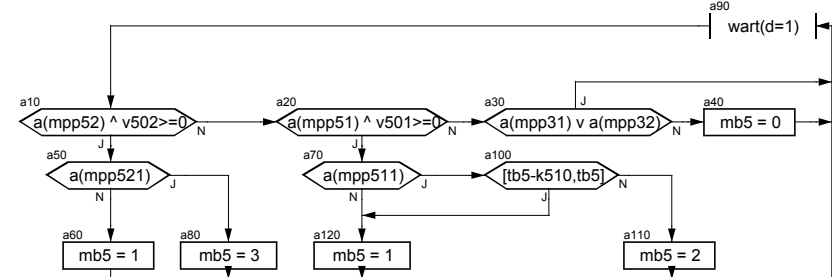 a90
wart(d=1)
a10
a(mpp52) ^ v502>=0
N
J
a20
a(mpp51) ^ v501>=0
N
J
a30
a(mpp31) v a(mpp32)
J
N
a40
mb5 = 0
a50
a(mpp521)
J
N
a70
a(mpp511)
J
N
a100
[tb5-k510,tb5]
N
J
a60
mb5 = 1
a80
mb5 = 3
a120
mb5 = 1
a110
mb5 = 2